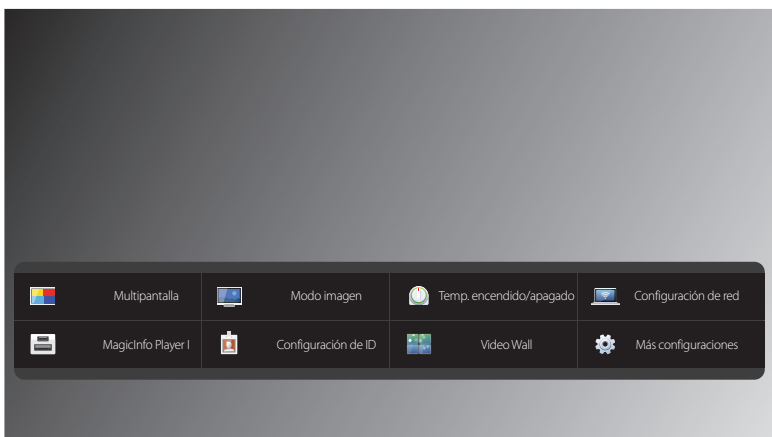 Multipantalla
Modo imagen
Temp. encendido/apagado
Configuración de red
MagicInfo Player I
Configuración de ID
Video Wall
Más configuraciones